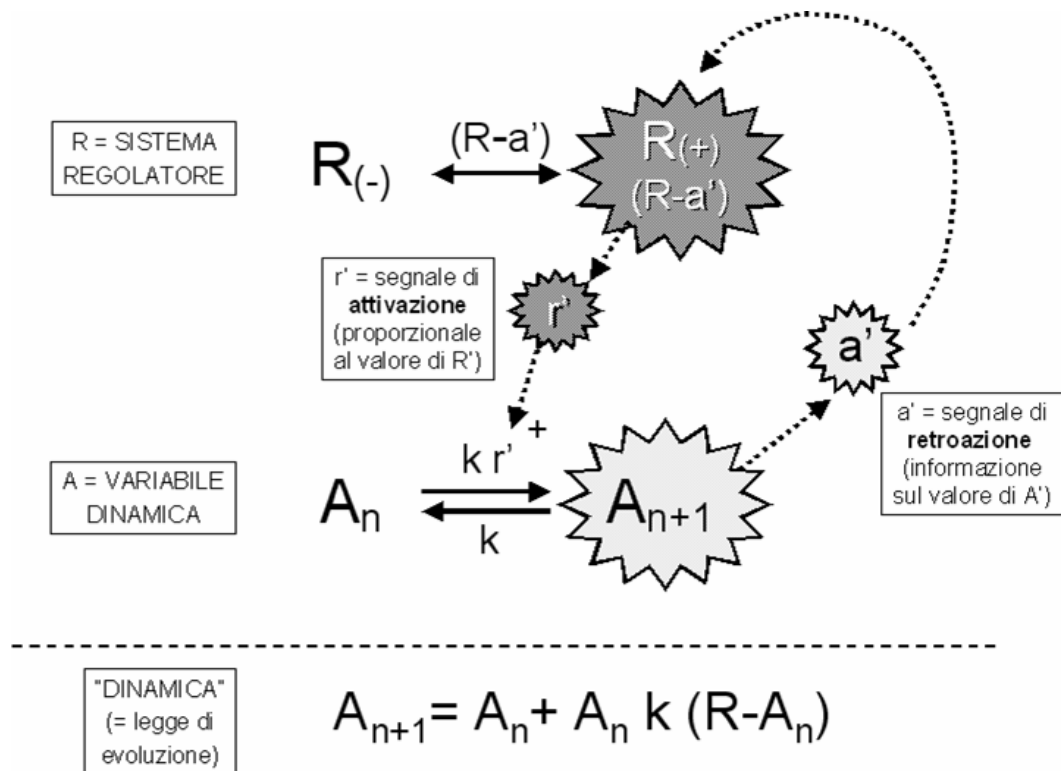 R = SISTEMA
REGOLATORE
R(-)
(R-a’)
R(+)
(R-a’)
r’ = segnale di
attivazione
(proporzionale
al valore di R’)
r’
a’
a’ = segnale di
retroazione
(informazione
sul valore di A’)
A = VARIABILE
DINAMICA
An
k r’
+
k
An+1
"DINAMICA"
(= legge di
evoluzione)
An+1= An+ An k (R-An)